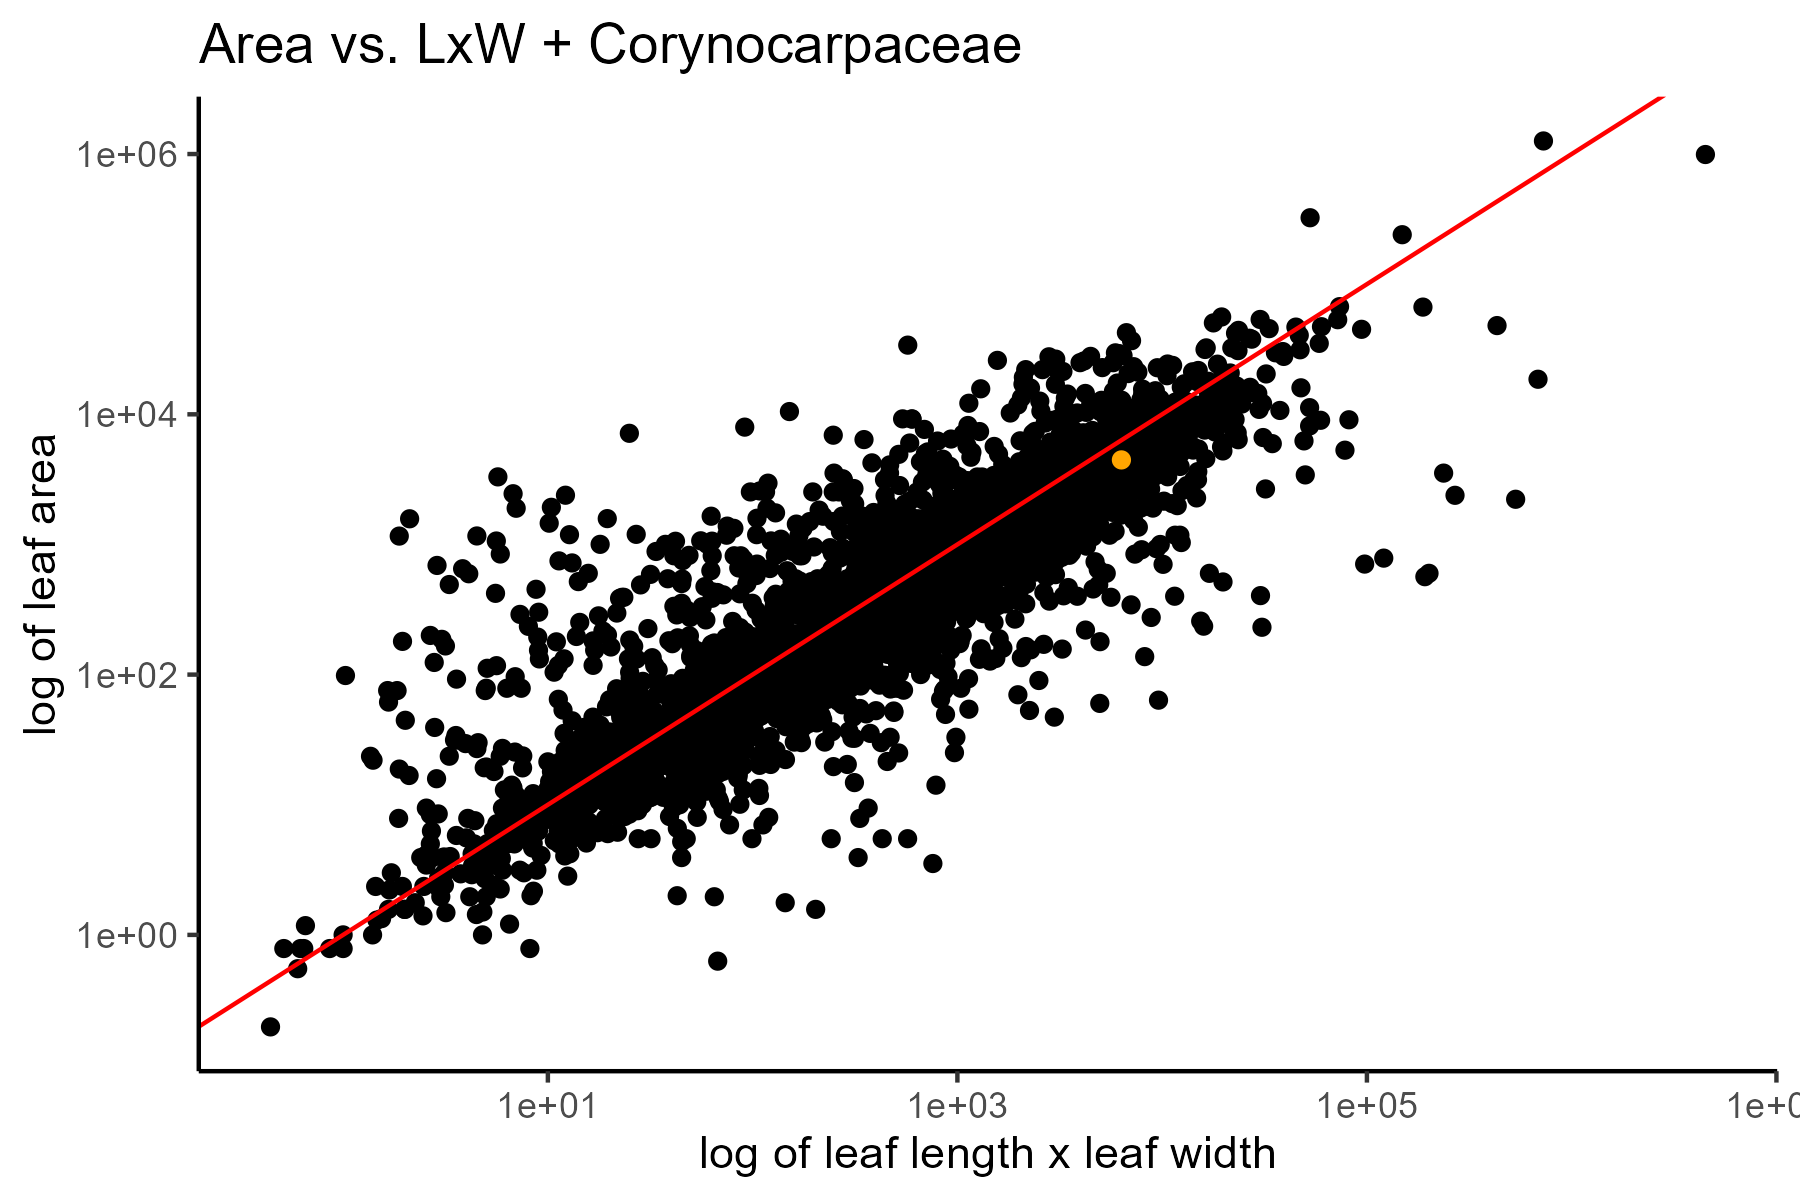 Area vs. LxW + Corynocarpaceae
1e+06
1e+04
1e+02
1e+00
log of leaf area
1e+01
1e+03
1e+05
log of leaf length x leaf width